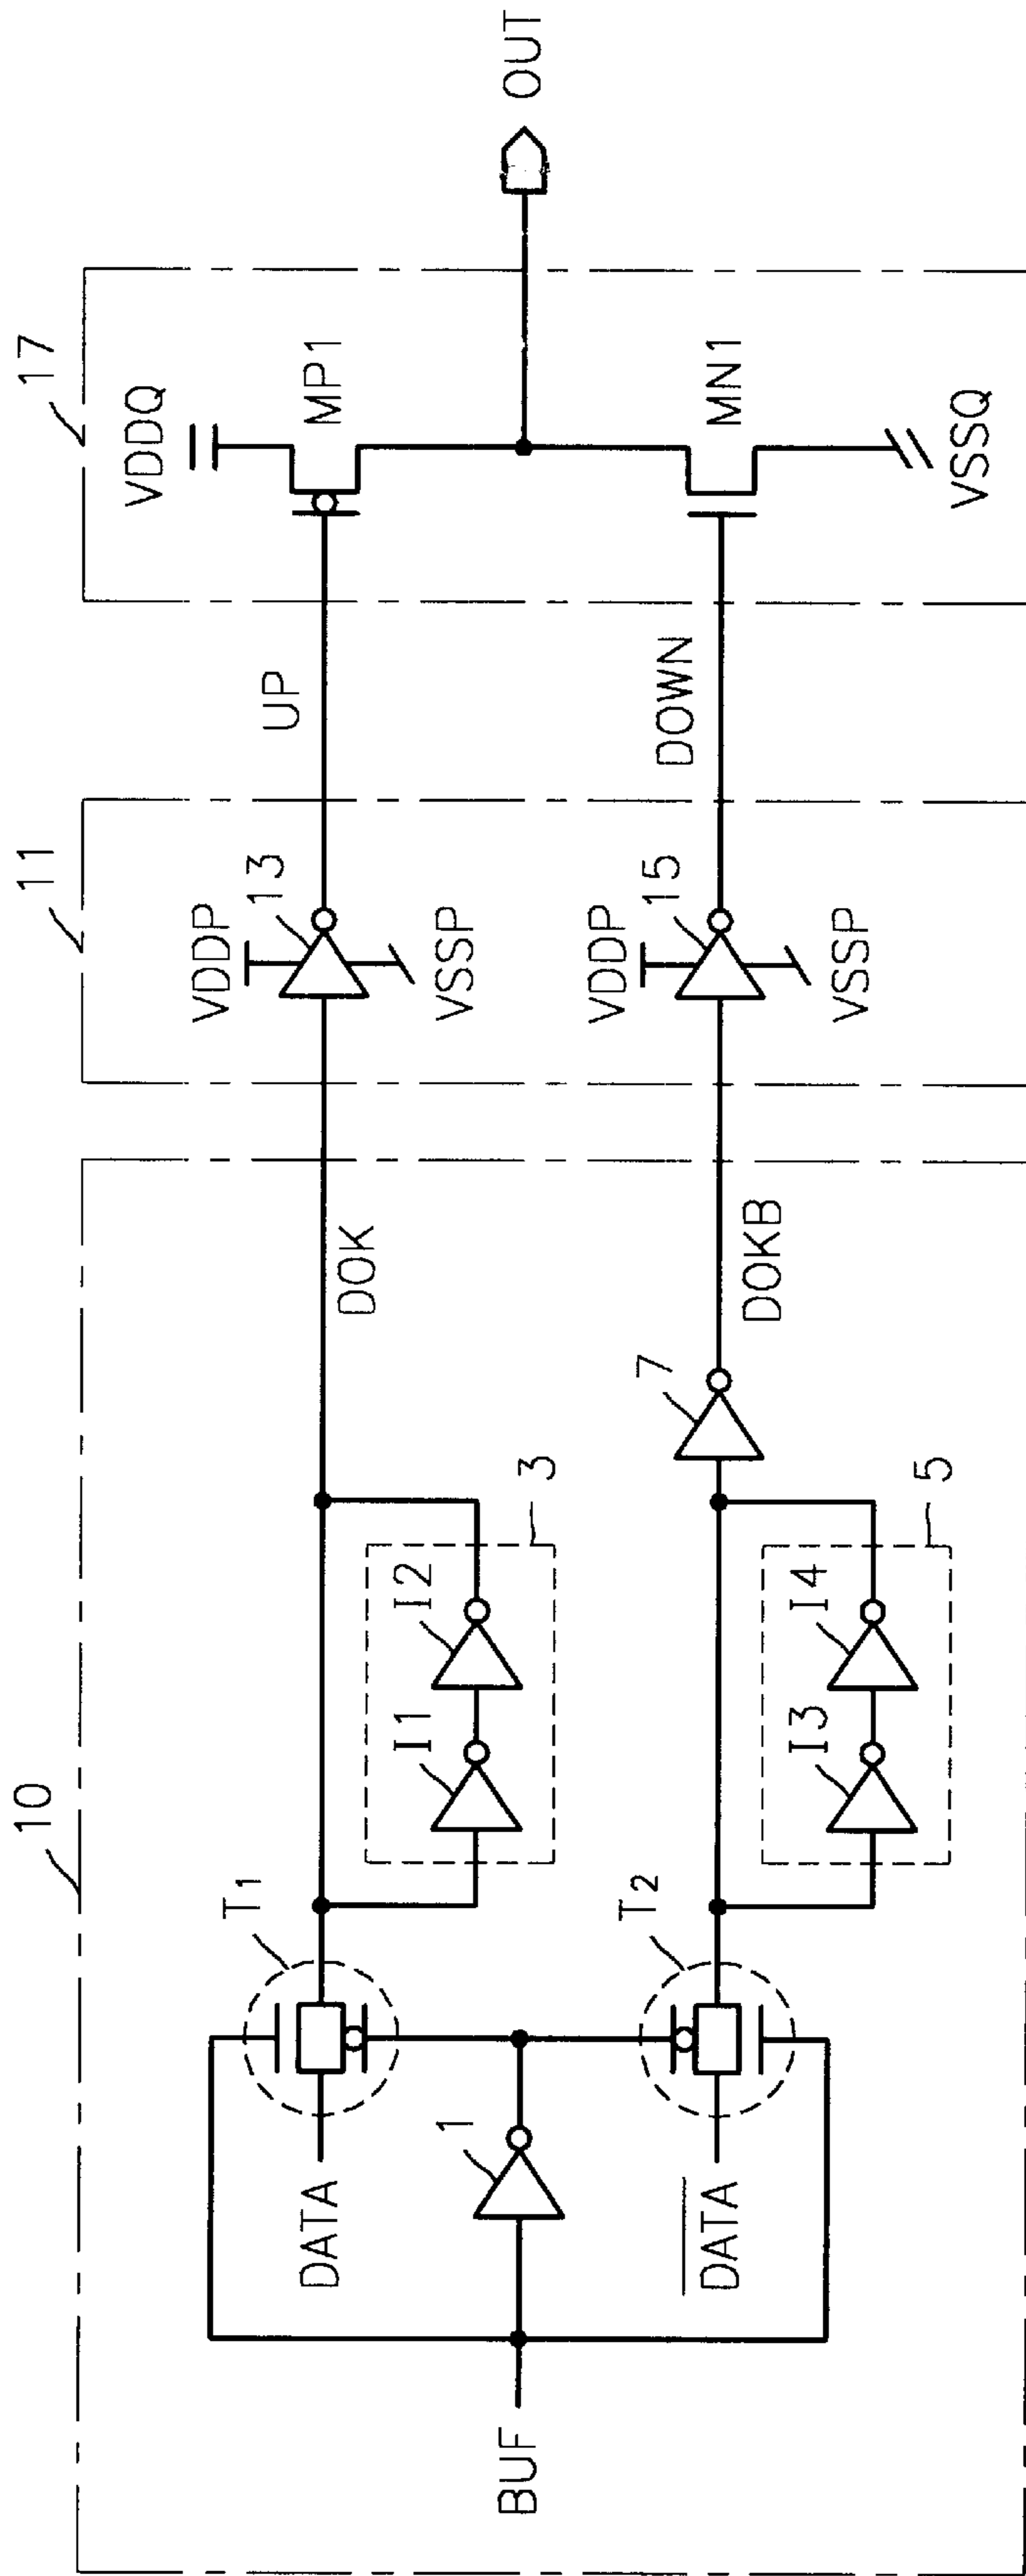 10
11
17
BUF
DATA
DATA
1
T1
T2
I1
I2
3
I3
I4
5
7
DOK
DOKB
VDDP
13
VSSP
VDDP
15
VSSP
UP
DOWN
VDDQ
MP1
MN1
VSSQ
OUT